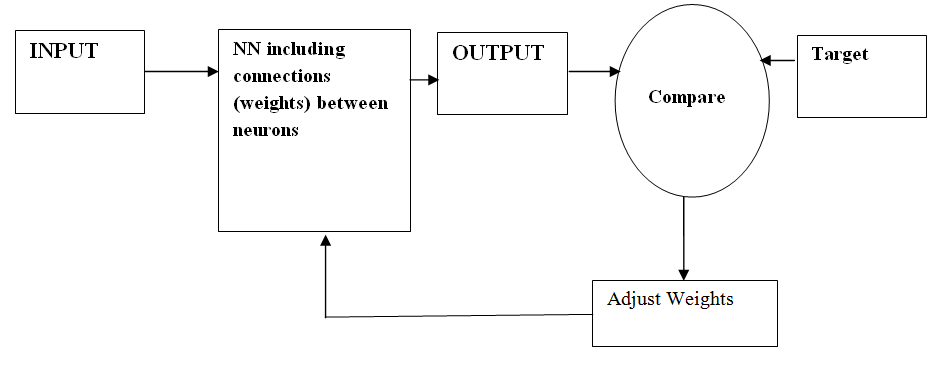 INPUT
NN including
connections
(weights) between
neurons
OUTPUT
Compare
Target
Adjust Weights